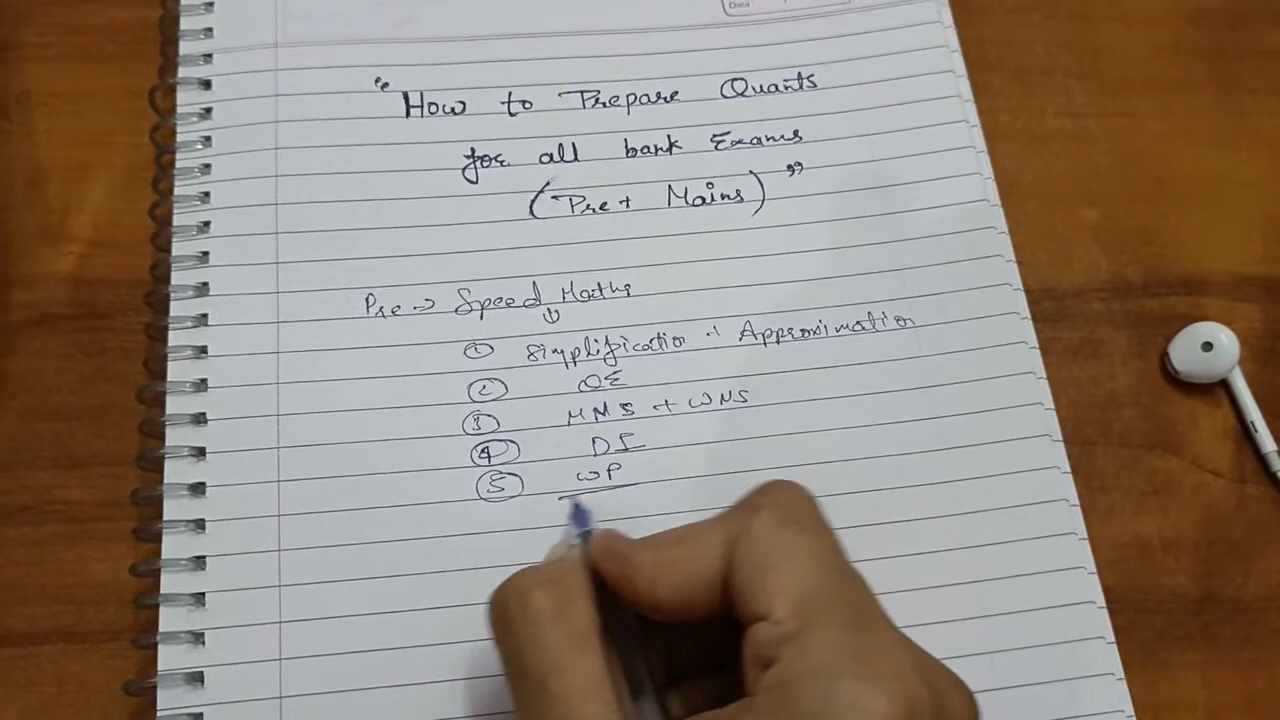 Data
"How to Prepare Quants
for all bank Exams
(Pre + Mains)"
Pre → Speed Maths
↓
① Simplification + Approximation
② QE
③ MMS + WNS
④ DI
⑤ WP